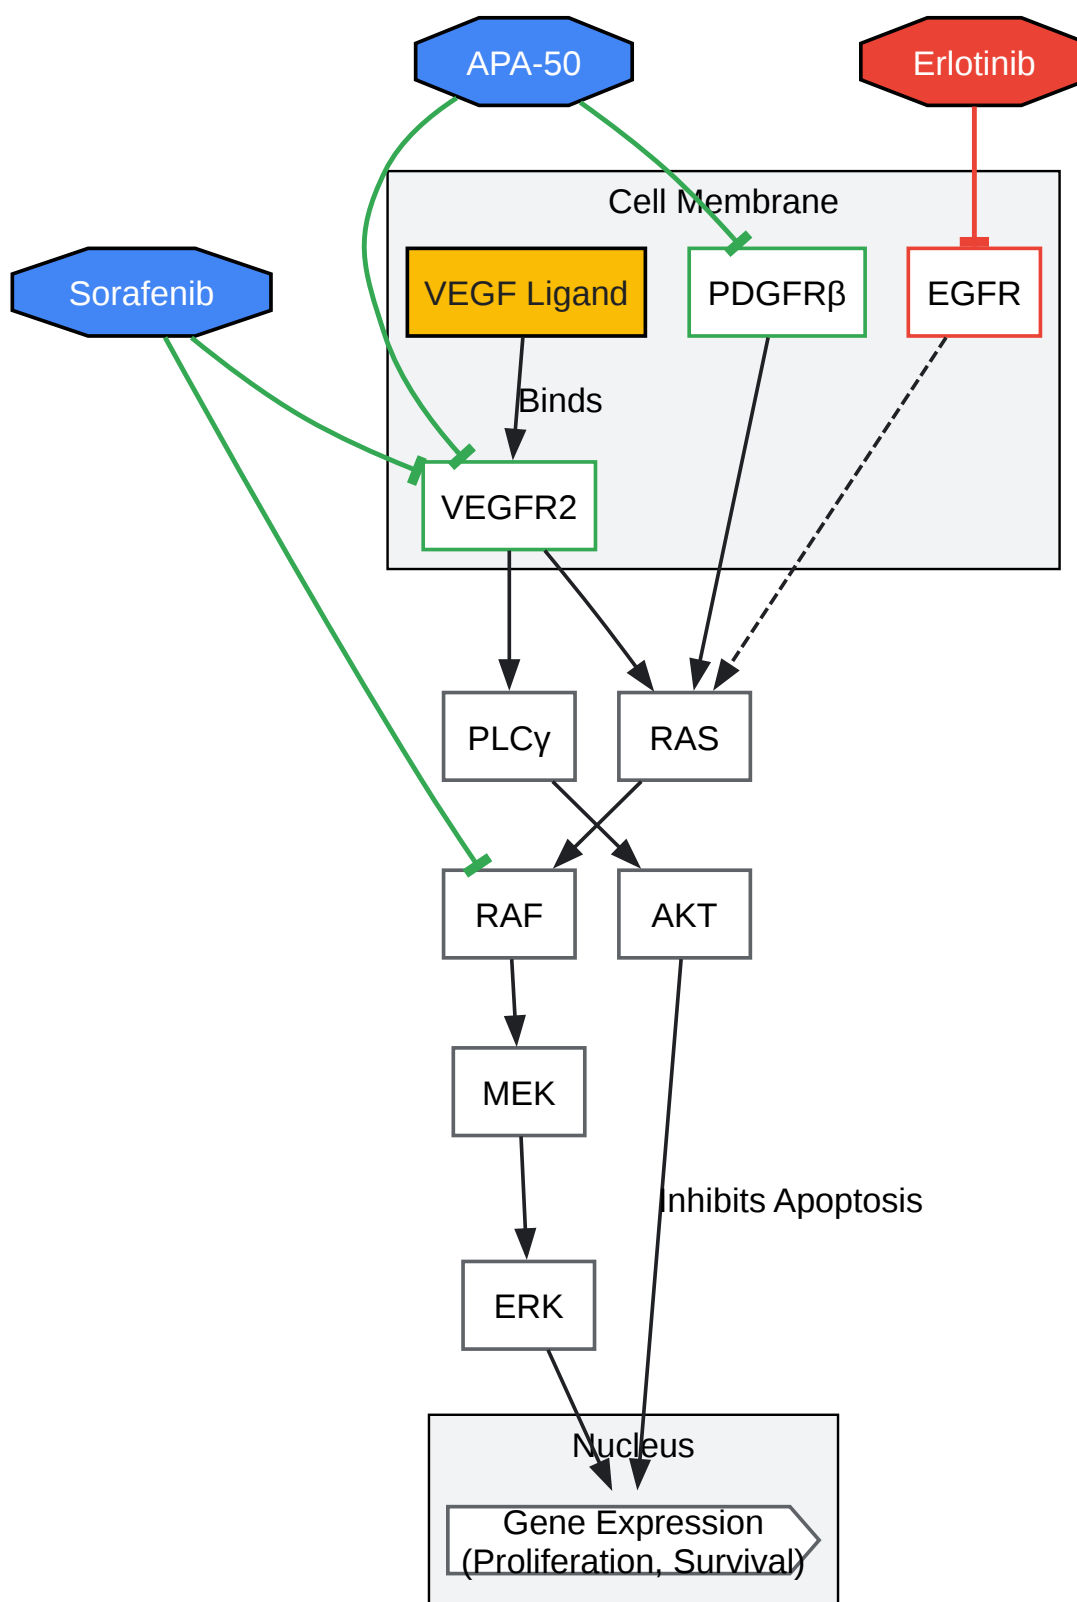 APA-50
Erlotinib
Cell Membrane
Sorafenib
VEGF Ligand
PDGFRβ
EGFR
Binds
VEGFR2
PLCγ
RAS
RAF
AKT
MEK
Inhibits Apoptosis
ERK
Nucleus
Gene Expression
(Proliferation, Survival)